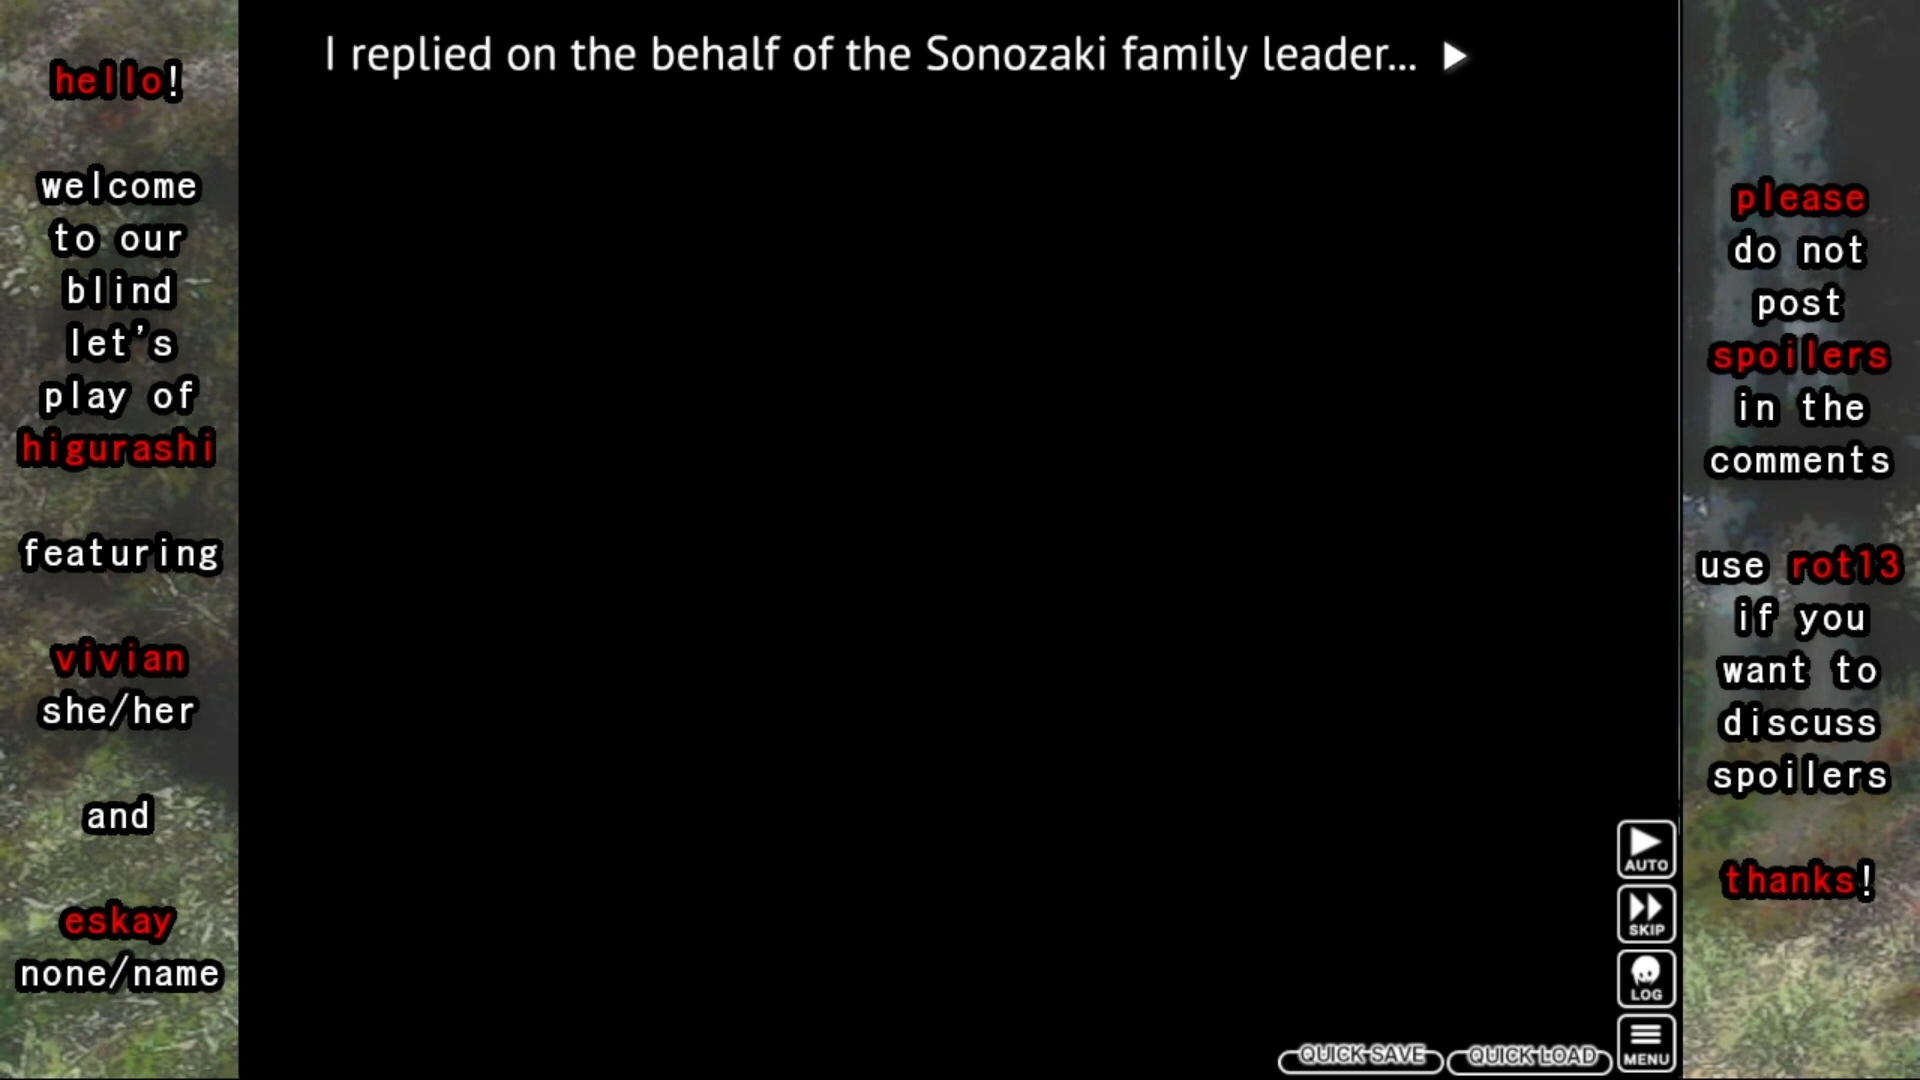 I replied on the behalf of the Sonozaki family leader...
hello!
welcome
to our
blind
let's
play of
higurashi
featuring
vivian
she/her
and
eskay
none/name
please
do not
post
spoilers
in the
comments
use rot13
if you
want to
discuss
spoilers
thanks!
AUTO
SKIP
LOG
MENU
QUICK SAVE
QUICK LOAD